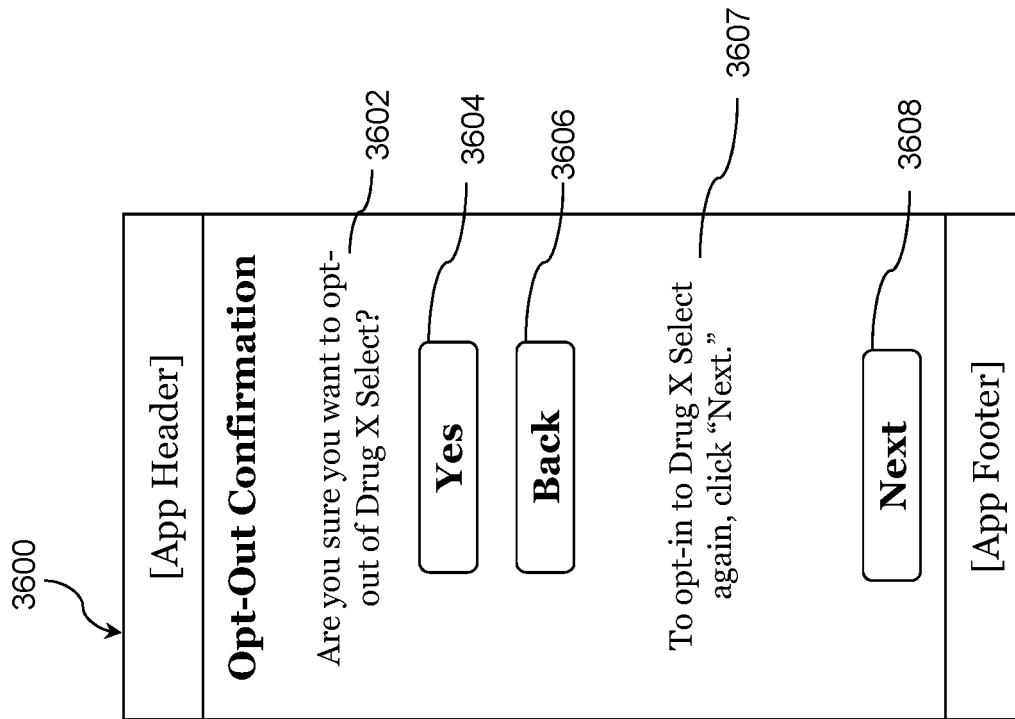 3600
[App Header]
Opt-Out Confirmation
Are you sure you want to opt-
out of Drug X Select?
3602
Yes
3604
Back
3606
To opt-in to Drug X Select
again, click “Next.”
3607
Next
3608
[App Footer]